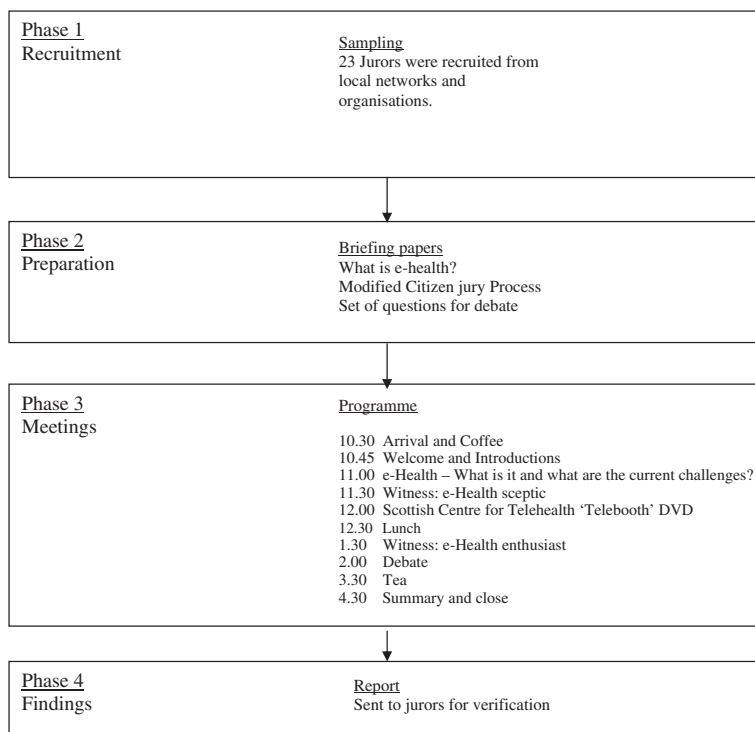 Phase 1
Recruitment
Sampling
23 Jurors were recruited from
local networks and
organisations.
Phase 2
Preparation
Briefing papers
What is e-health?
Modified Citizen jury Process
Set of questions for debate
Phase 3
Meetings
Programme
10.30 Arrival and Coffee
10.45 Welcome and Introductions
11.00 e-Health – What is it and what are the current challenges?
11.30 Witness: e-Health sceptic
12.00 Scottish Centre for Telehealth ‘Telebooth’ DVD
12.30 Lunch
1.30 Witness: e-Health enthusiast
2.00 Debate
3.30 Tea
4.30 Summary and close
Phase 4
Findings
Report
Sent to jurors for verification